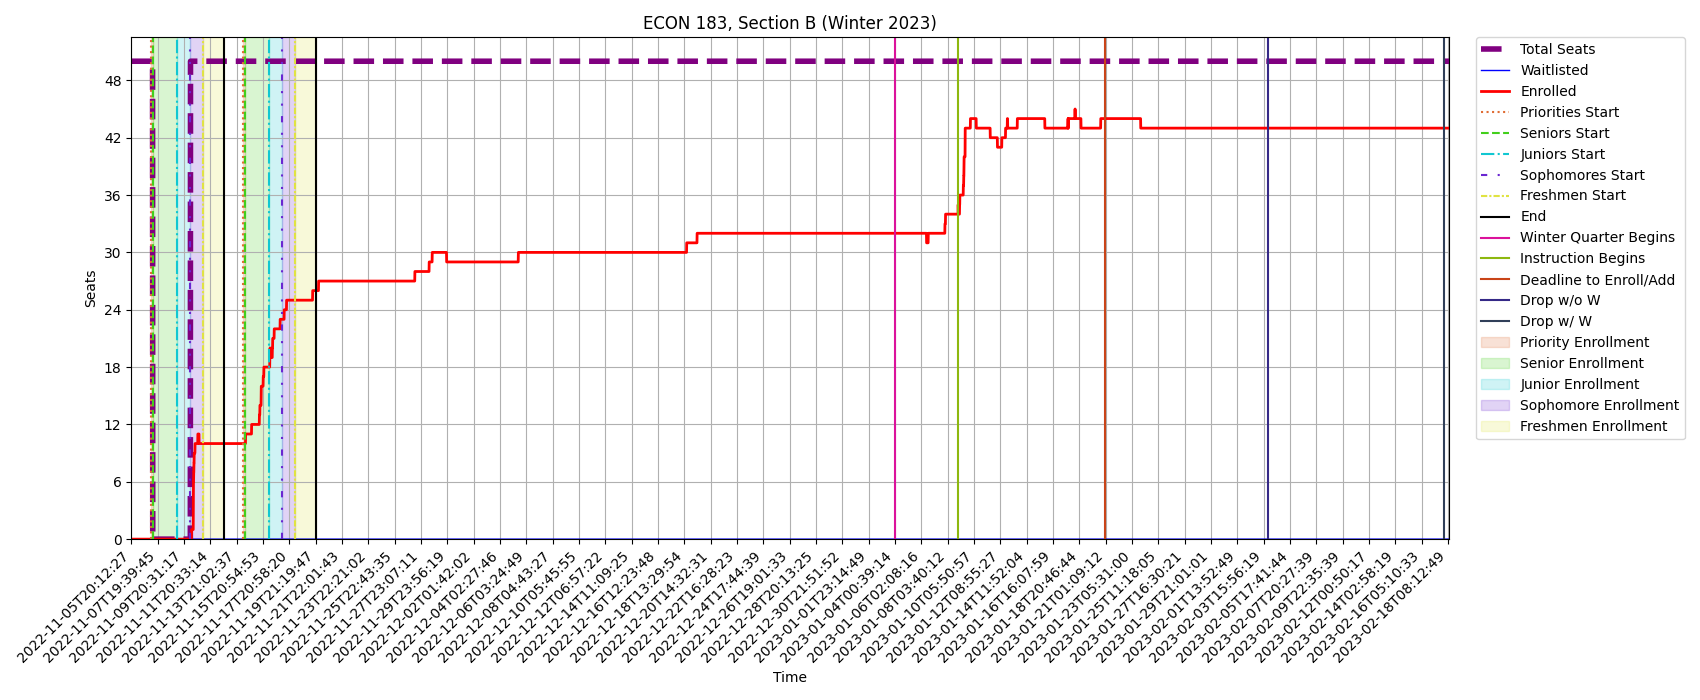 ECON 183, Section B (Winter 2023)
48
42
36
30
24
18
12
6
0
Seats
2022-11-05T20:12:27
2022-11-07T19:39:45
2022-11-09T20:31:17
2022-11-11T20:33:14
2022-11-13T21:02:37
2022-11-15T20:54:53
2022-11-17T20:58:20
2022-11-19T21:19:47
2022-11-21T22:01:43
2022-11-23T22:21:02
2022-11-25T22:43:35
2022-11-27T23:07:11
2022-11-29T23:56:19
2022-12-02T01:42:02
2022-12-04T02:27:46
2022-12-06T03:24:49
2022-12-08T04:43:27
2022-12-10T05:45:55
2022-12-12T06:57:22
2022-12-14T11:09:25
2022-12-16T12:23:48
2022-12-18T13:29:54
2022-12-20T14:32:31
2022-12-22T16:28:23
2022-12-24T17:44:39
2022-12-26T19:01:33
2022-12-28T20:13:25
2022-12-30T21:51:52
2023-01-01T23:14:49
2023-01-04T00:39:14
2023-01-06T02:08:16
2023-01-08T03:40:12
2023-01-10T05:50:57
2023-01-12T08:55:27
2023-01-14T11:52:04
2023-01-16T16:07:59
2023-01-18T20:46:44
2023-01-21T01:09:12
2023-01-23T05:31:00
2023-01-25T11:18:05
2023-01-27T16:30:21
2023-01-29T21:01:01
2023-02-01T13:52:49
2023-02-03T15:56:19
2023-02-05T17:41:44
2023-02-07T20:27:39
2023-02-09T22:35:39
2023-02-12T00:50:17
2023-02-14T02:58:19
2023-02-16T05:10:33
2023-02-18T08:12:49
Time
Total Seats
Waitlisted
Enrolled
Priorities Start
Seniors Start
Juniors Start
Sophomores Start
Freshmen Start
End
Winter Quarter Begins
Instruction Begins
Deadline to Enroll/Add
Drop w/o W
Drop w/ W
Priority Enrollment
Senior Enrollment
Junior Enrollment
Sophomore Enrollment
Freshmen Enrollment